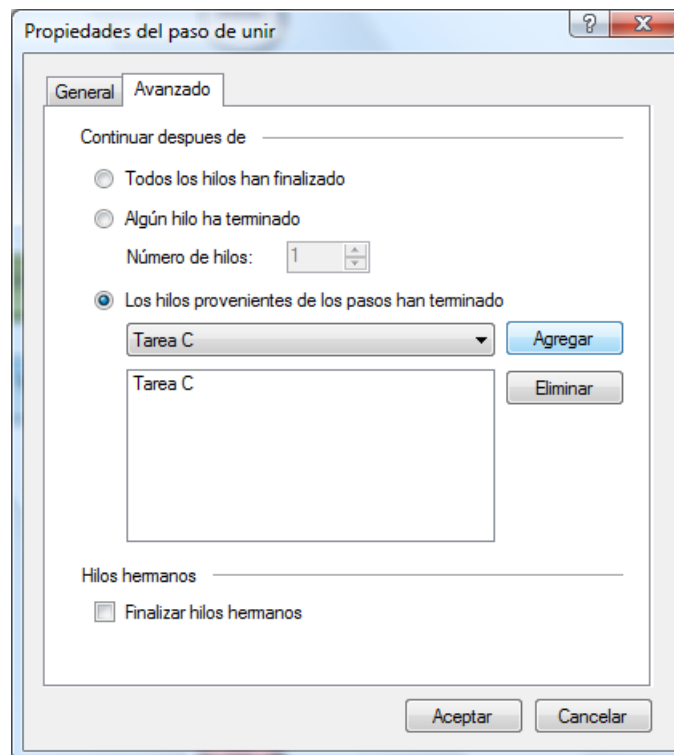 Propiedades del paso de unir
?
General
Avanzado
Continuar despues de
Todos los hilos han finalizado
Algún hilo ha terminado
Número de hilos:
1
Los hilos provenientes de los pasos han terminado
Tarea C
Agregar
Tarea C
Eliminar
Hilos hermanos
Finalizar hilos hermanos
Aceptar
Cancelar